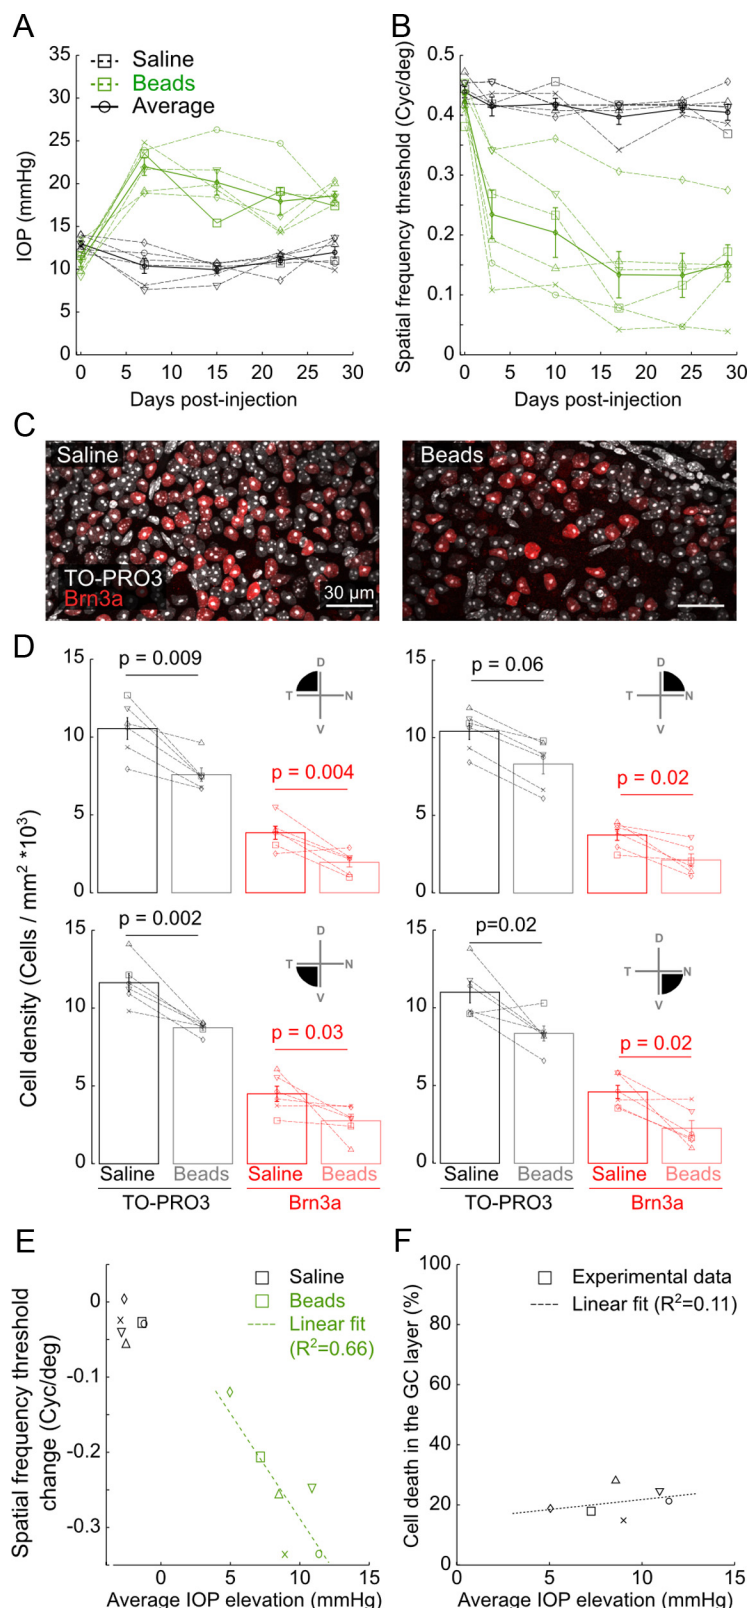 A
35
30
25
20
15
10
5
0
IOP (mmHg)
Saline
Beads
Average
0
5
10
15
20
25
30
Days post-injection
B
0.5
0.4
0.3
0.2
0.1
0
Spatial frequency threshold (Cyc/deg)
0
5
10
15
20
25
30
Days post-injection
C
Saline
TO-PRO3
Brn3a
30 µm
Beads
D
Cell density (Cells / mm² *10³)
15
10
5
0
p = 0.009
p = 0.004
D
T
N
V
15
10
5
0
p = 0.06
p = 0.02
D
T
N
V
15
10
5
0
p = 0.002
p = 0.03
D
T
N
V
Saline
Beads
Saline
Beads
TO-PRO3
Brn3a
15
10
5
0
p=0.02
p = 0.02
D
T
N
V
Saline
Beads
Saline
Beads
TO-PRO3
Brn3a
E
Spatial frequency threshold
change (Cyc/deg)
0
-0.1
-0.2
-0.3
Saline
Beads
Linear fit
(R²=0.66)
0
5
10
15
Average IOP elevation (mmHg)
F
Cell death in the GC layer (%)
100
80
60
40
20
0
Experimental data
Linear fit (R²=0.11)
0
5
10
15
Average IOP elevation (mmHg)